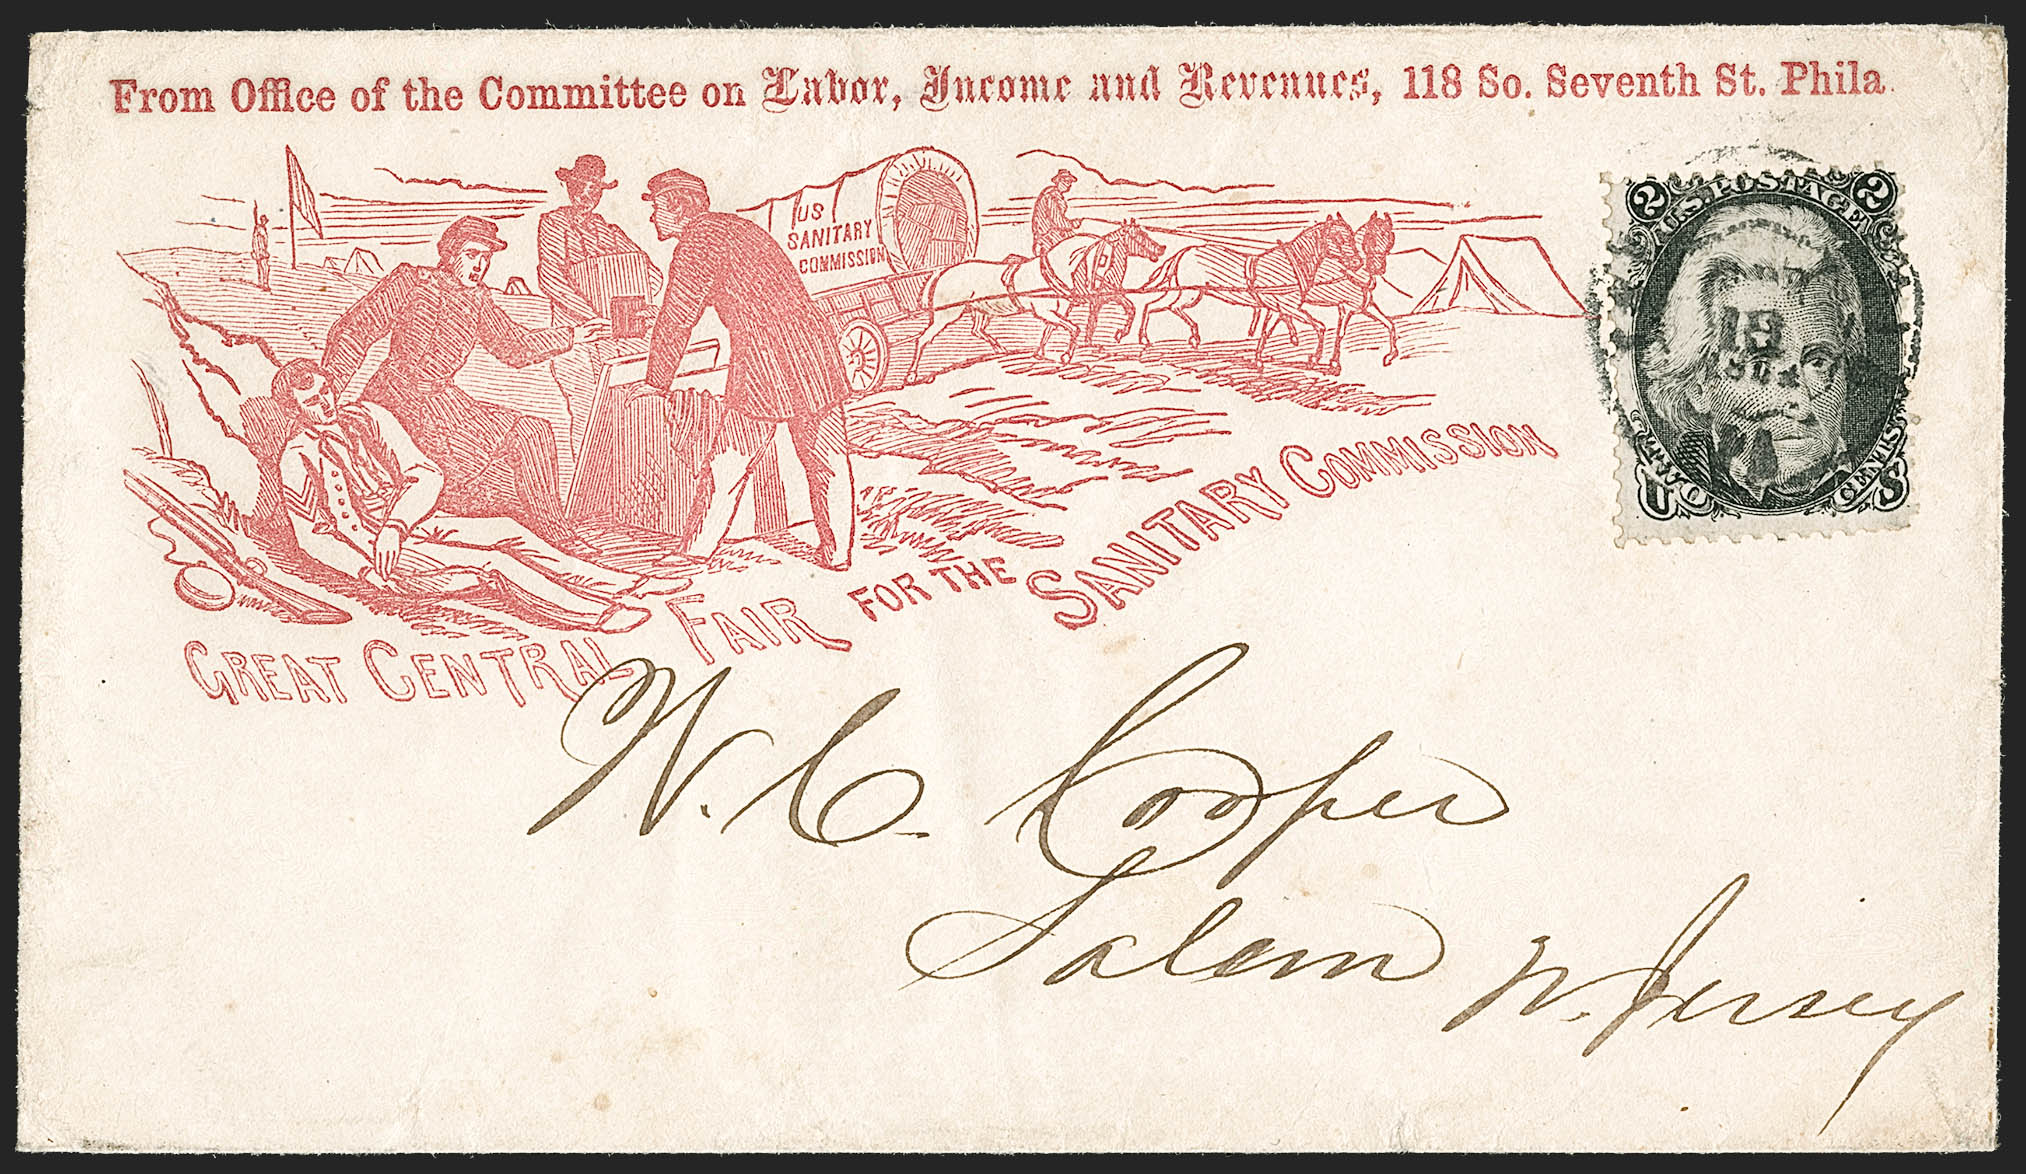 From Office of the Committee on Labor, Income and Revenues, 118 So. Seventh St. Phila.
US
SANITARY
COMMISSION
GREAT CENTRAL FAIR FOR THE SANITARY COMMISSION
2 U.S. POSTAGE 2
U S
CENTS
19
W. C. Cooper
Salem
N. Jersey